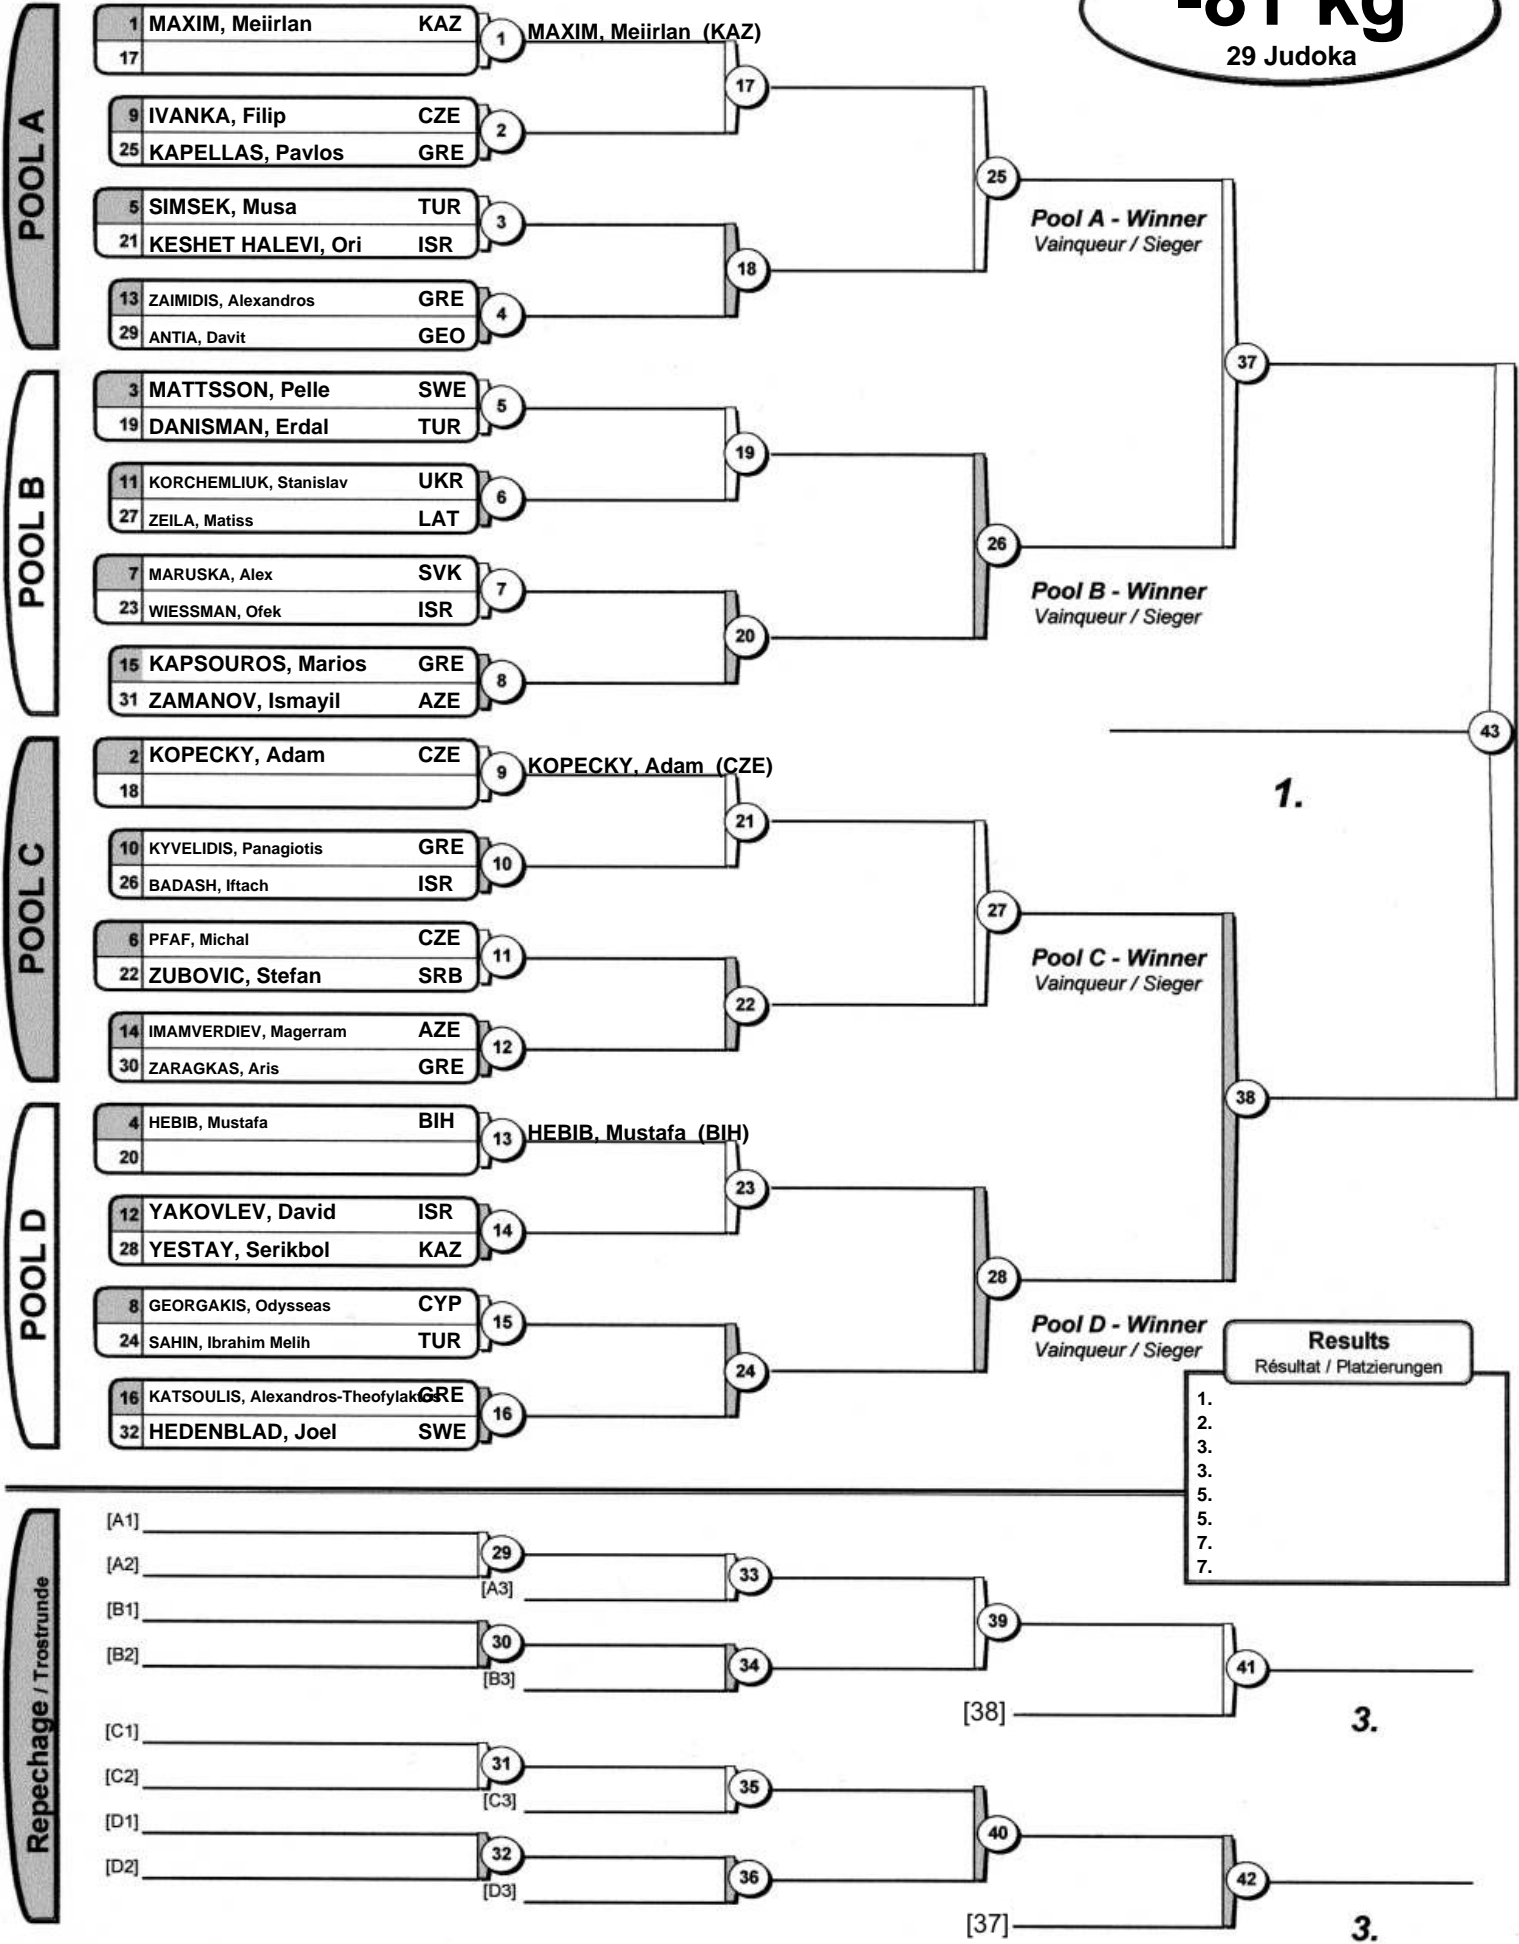 -81 kg
29 Judoka
POOL A
1 MAXIM, Meiirlan KAZ
17
1 MAXIM, Meiirlan (KAZ)
17
9 IVANKA, Filip CZE
25 KAPELLAS, Pavlos GRE
2
25
5 SIMSEK, Musa TUR
21 KESHET HALEVI, Ori ISR
3
18
Pool A - Winner
Vainqueur / Sieger
13 ZAIMIDIS, Alexandros GRE
29 ANTIA, Davit GEO
4
37
POOL B
3 MATTSSON, Pelle SWE
19 DANISMAN, Erdal TUR
5
19
11 KORCHEMLIUK, Stanislav UKR
27 ZEILA, Matiss LAT
6
26
7 MARUSKA, Alex SVK
23 WIESSMAN, Ofek ISR
7
20
Pool B - Winner
Vainqueur / Sieger
15 KAPSOUROS, Marios GRE
31 ZAMANOV, Ismayil AZE
8
43
1.
POOL C
2 KOPECKY, Adam CZE
18
9 KOPECKY, Adam (CZE)
21
10 KYVELIDIS, Panagiotis GRE
26 BADASH, Iftach ISR
10
27
6 PFAF, Michal CZE
22 ZUBOVIC, Stefan SRB
11
22
Pool C - Winner
Vainqueur / Sieger
14 IMAMVERDIEV, Magerram AZE
30 ZARAGKAS, Aris GRE
12
38
POOL D
4 HEBIB, Mustafa BIH
20
13 HEBIB, Mustafa (BIH)
23
12 YAKOVLEV, David ISR
28 YESTAY, Serikbol KAZ
14
28
8 GEORGAKIS, Odysseas CYP
24 SAHIN, Ibrahim Melih TUR
15
24
Pool D - Winner
Vainqueur / Sieger
16 KATSOULIS, Alexandros-Theofylaktos GRE
32 HEDENBLAD, Joel SWE
16
Results
Résultat / Platzierungen
1.
2.
3.
3.
5.
5.
7.
7.
Repechage / Trostrunde
[A1]
[A2]
29
[A3]
33
[B1]
[B2]
30
[B3]
34
39
[38]
41
3.
[C1]
[C2]
31
[C3]
35
[D1]
[D2]
32
[D3]
36
40
[37]
42
3.